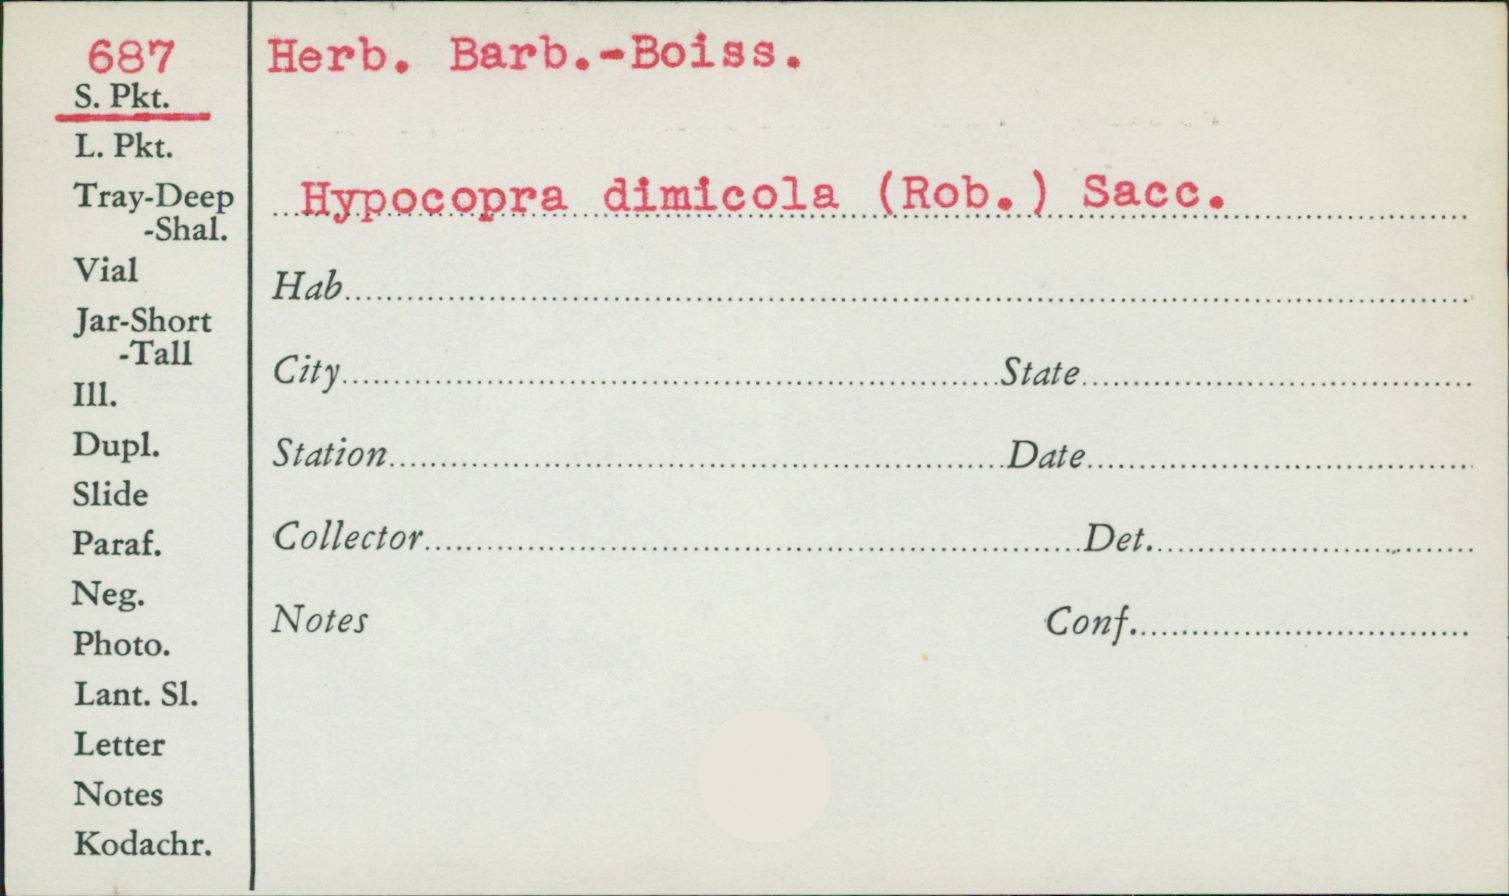 687
S. Pkt.
L. Pkt.
Tray-Deep
-Shal.
Vial
Jar-Short
-Tall
Ill.
Dupl.
Slide
Paraf.
Neg.
Photo.
Lant. Sl.
Letter
Notes
Kodachr.
Herb. Barb.-Boiss.
Hypocopra dimicola (Rob.) Sacc.
Hab
City State
Station Date
Collector Det.
Notes Conf.